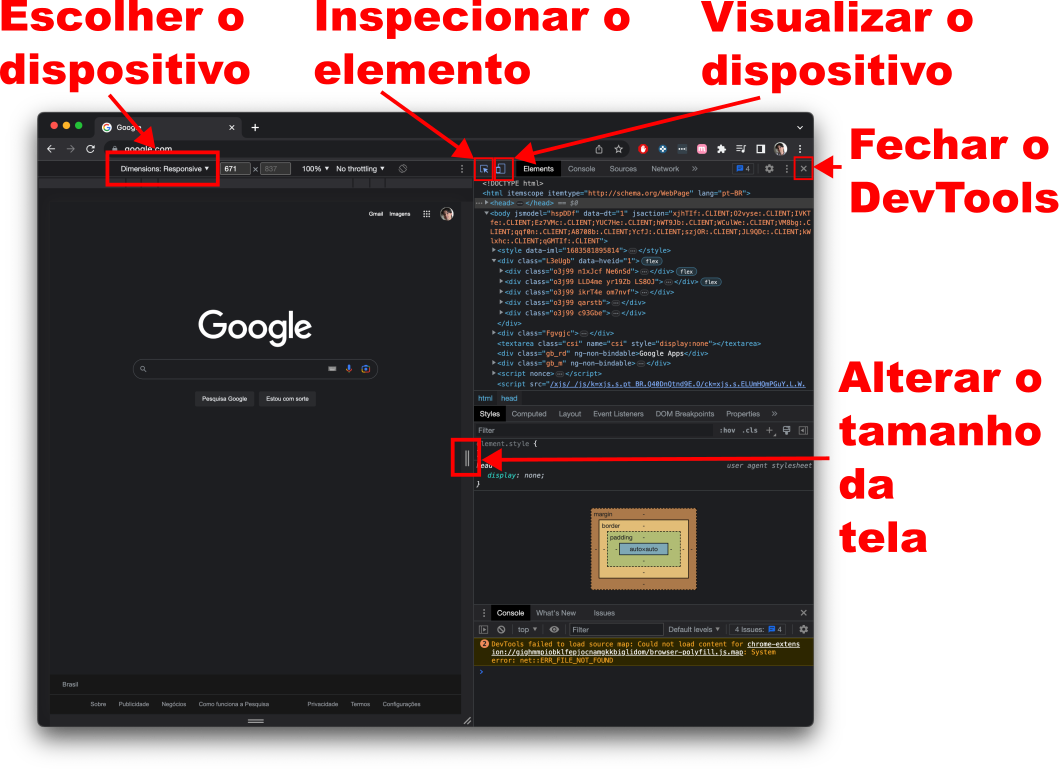 Escolher o
dispositivo
Inspecionar o
elemento
Visualizar o
dispositivo
Fechar o
DevTools
Alterar o
tamanho
da
tela
Google
google.com
Dimensions: Responsive ▼ 671 × 837 100% ▼ No throttling ▼
Elements Console Sources Network » 4
Gmail Imagens
Google
Pesquisa Google Estou com sorte
Brasil
Sobre Publicidade Negócios Como funciona a Pesquisa Privacidade Termos Configurações
<!DOCTYPE html>
<html itemscope itemtype="http://schema.org/WebPage" lang="pt-BR">
<head> … </head> == $0
<body jsmodel="hspDDf" data-dt="1" jsaction="xjhTIf:.CLIENT;O2vyse:.CLIENT;IVKT
fe:.CLIENT;Ez7VMc:.CLIENT;YUC7He:.CLIENT;hWT9Jb:.CLIENT;WCulWe:.CLIENT;VM8bg:.C
LIENT;qqf0n:.CLIENT;A8708b:.CLIENT;YcfJ:.CLIENT;szjOR:.CLIENT;JL9QDc:.CLIENT;kW
lxhc:.CLIENT;qGMTIf:.CLIENT">
<style data-iml="1683581895814"> … </style>
<div class="L3eUgb" data-hveid="1"> flex
<div class="o3j99 n1xJcf Ne6nSd"> … </div> flex
<div class="o3j99 LLD4me yr19Zb LS8OJ"> … </div> flex
<div class="o3j99 ikrT4e om7nvf"> … </div>
<div class="o3j99 qarstb"> … </div>
<div class="o3j99 c93Gbe"> … </div>
</div>
<div class="Fgvgjc"> … </div>
<textarea class="csi" name="csi" style="display:none"></textarea>
<div class="gb_rd" ng-non-bindable>Google Apps</div>
<div class="gb_m" ng-non-bindable> … </div>
<script nonce> … </script>
<script src="/xjs/_/js/k=xjs.s.pt_BR.Q40DnQtnd9E.O/ck=xjs.s.ELUmHQmPGuY.L.W.
html head
Styles Computed Layout Event Listeners DOM Breakpoints Properties »
Filter :hov .cls +
element.style {
user agent stylesheet
display: none;
}
margin -
border -
padding -
- - - auto×auto - - -
-
-
-
Console What's New Issues
top ▼ Filter Default levels ▼ 4 Issues: 4
2 DevTools failed to load source map: Could not load content for chrome-extens
ion://gighmmpiobklfepjocnamgkkbiglidom/browser-polyfill.js.map: System
error: net::ERR_FILE_NOT_FOUND